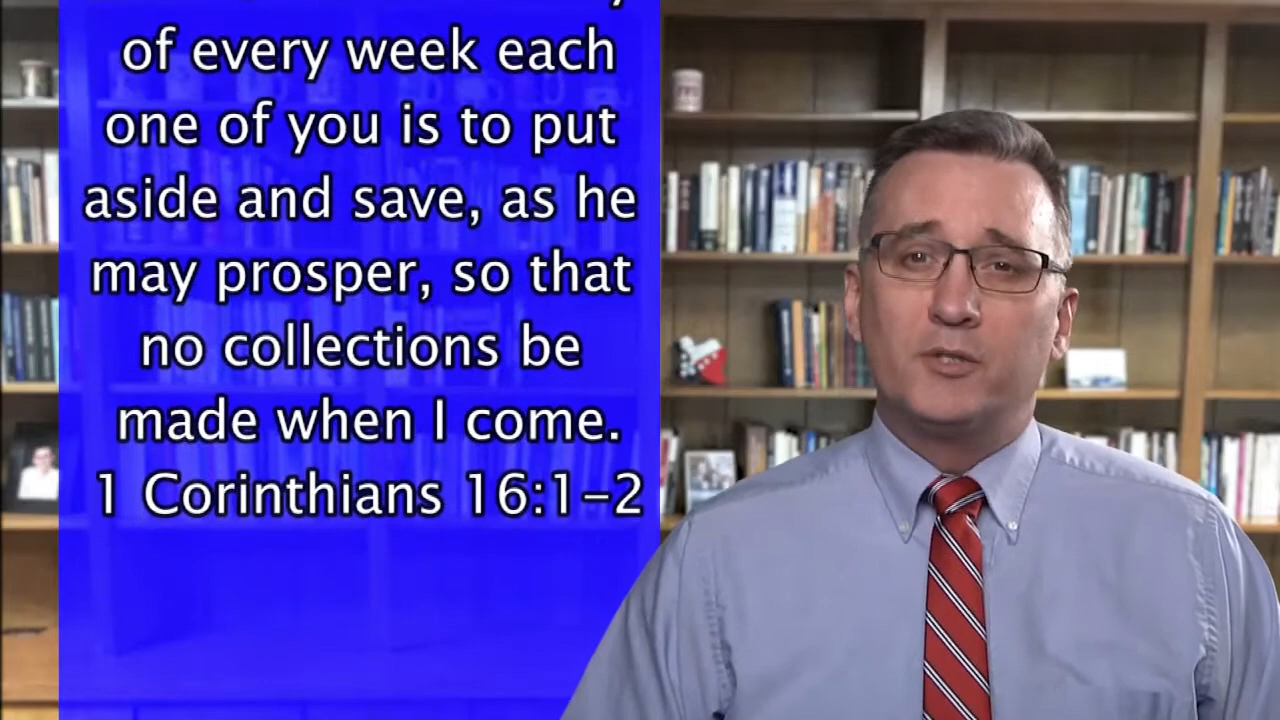 of every week each
one of you is to put
aside and save, as he
may prosper, so that
no collections be
made when I come.
1 Corinthians 16:1-2